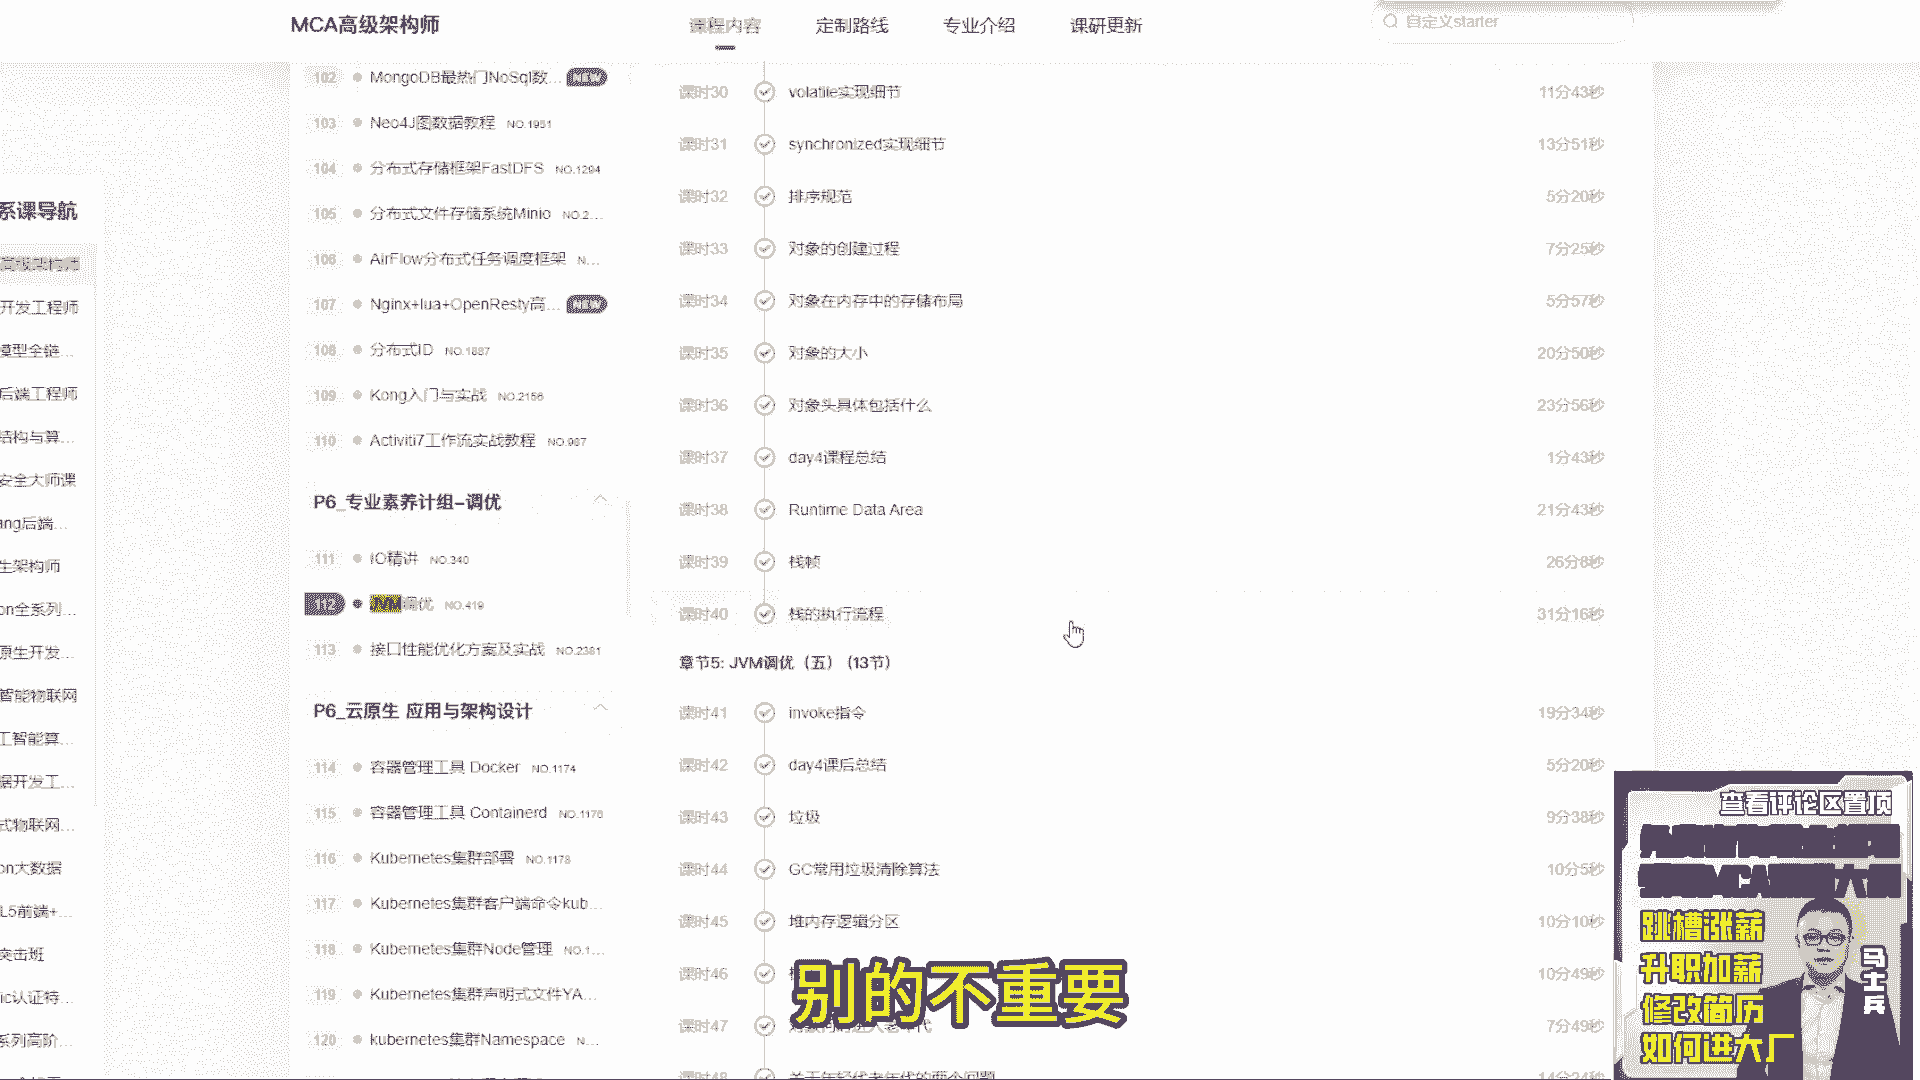 MCA高级架构师
课程内容
定制路线
专业介绍
课研更新
自定义starter
系课导航
高级架构师
开发工程师
模型全链...
后端工程师
结构与算...
安全大师课
ang后端...
生架构师
on全系列...
原生开发...
智能物联网
工智能算...
据开发工...
式物联网...
on大数据
L5前端+...
突击班
ic认证特...
系列高阶...
102 MongoDB最热门NoSql数... NEW
103 Neo4J图数据教程 NO.1951
104 分布式存储框架FastDFS NO.1294
105 分布式文件存储系统Minio NO.2...
106 AirFlow分布式任务调度框架 N...
107 Nginx+lua+OpenResty高... NEW
108 分布式ID NO.1887
109 Kong入门与实战 NO.2156
110 Activiti7工作流实战教程 NO.987
P6_专业素养计组-调优
111 IO精讲 NO.340
112 JVM调优 NO.419
113 接口性能优化方案及实战 NO.2381
P6_云原生 应用与架构设计
114 容器管理工具 Docker NO.1174
115 容器管理工具 Containerd NO.1176
116 Kubernetes集群部署 NO.1178
117 Kubernetes集群客户端命令kub...
118 Kubernetes集群Node管理 NO.1...
119 Kubernetes集群声明式文件YA...
120 kubernetes集群Namespace N...
课时30 volatile实现细节 11分43秒
课时31 synchronized实现细节 13分51秒
课时32 排序规范 5分20秒
课时33 对象的创建过程 7分25秒
课时34 对象在内存中的存储布局 5分57秒
课时35 对象的大小 20分50秒
课时36 对象头具体包括什么 23分56秒
课时37 day4课程总结 1分43秒
课时38 Runtime Data Area 21分43秒
课时39 栈帧 26分8秒
课时40 栈的执行流程 31分16秒
章节5: JVM调优（五）（13节）
课时41 invoke指令 19分34秒
课时42 day4课后总结 5分20秒
课时43 垃圾 9分38秒
课时44 GC常用垃圾清除算法 10分5秒
课时45 堆内存逻辑分区 10分10秒
课时46 10分49秒
课时47 7分49秒
课时48 关于年轻代老年代的两个问题 14分24秒
别的不重要
查看评论区置顶
跳槽涨薪
升职加薪
修改简历
如何进大厂
马士兵